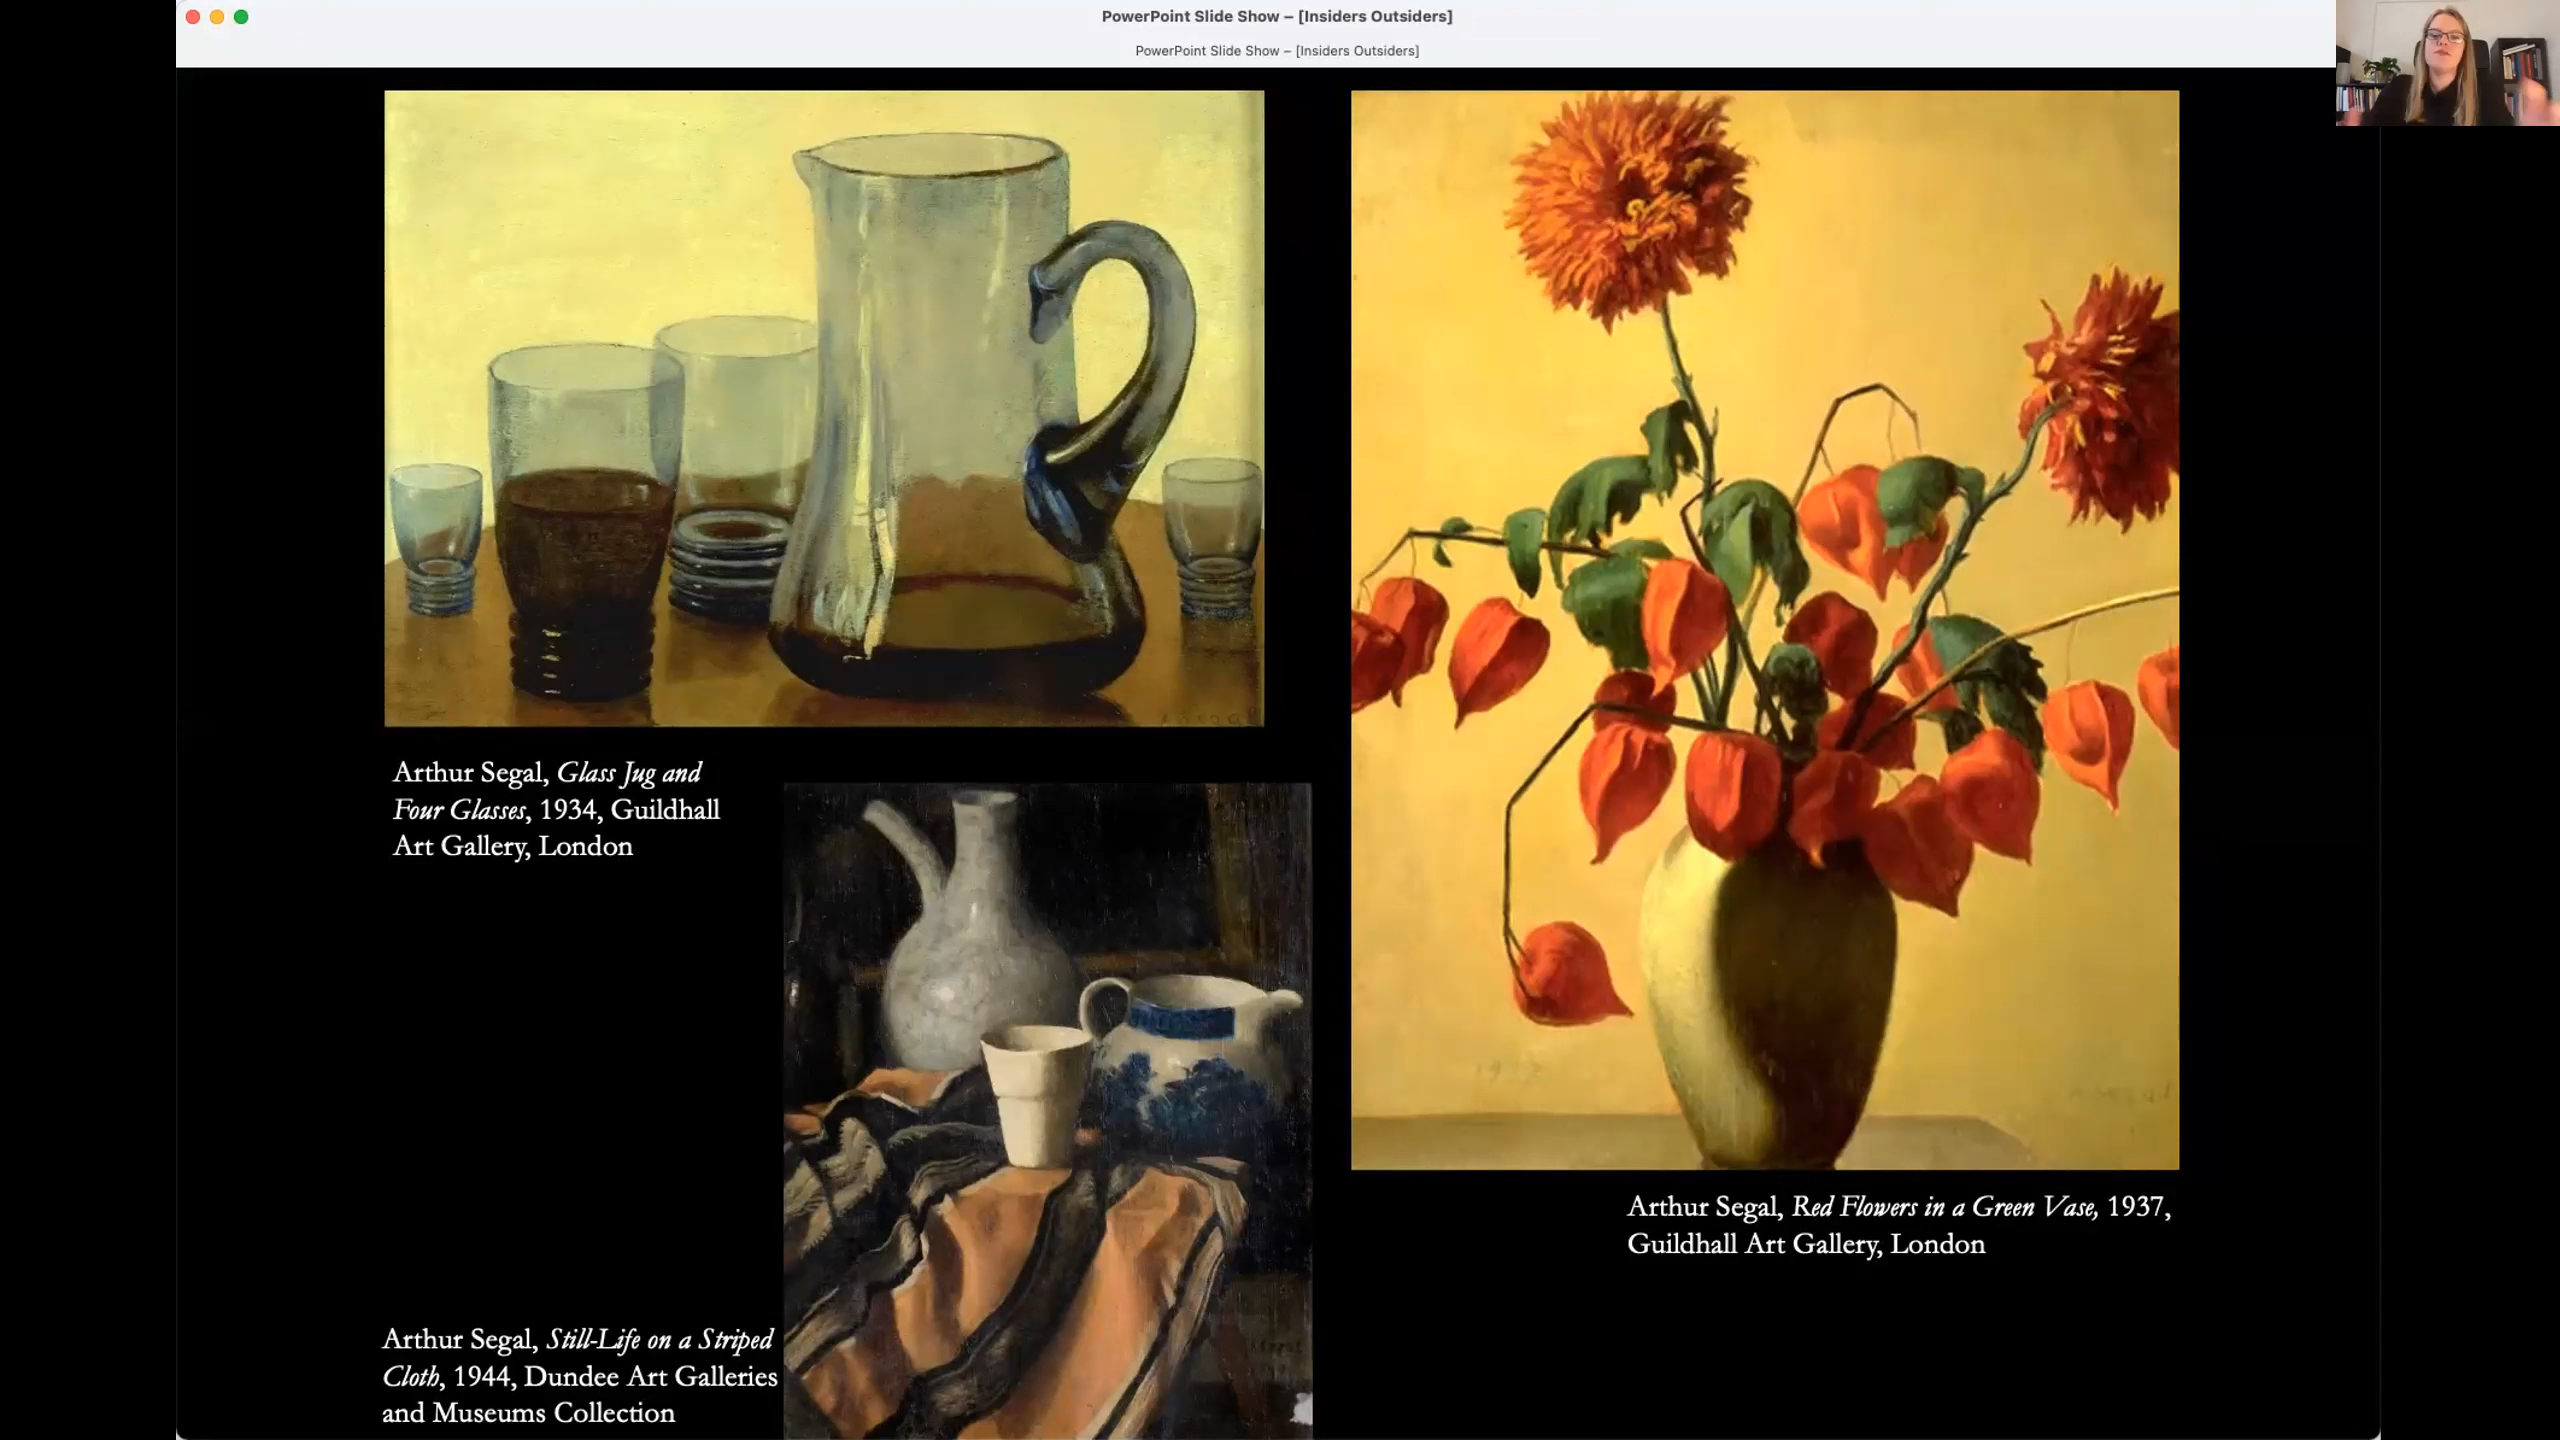 PowerPoint Slide Show – [Insiders Outsiders]
PowerPoint Slide Show – [Insiders Outsiders]
Arthur Segal, Glass Jug and
Four Glasses, 1934, Guildhall
Art Gallery, London
Arthur Segal, Still-Life on a Striped
Cloth, 1944, Dundee Art Galleries
and Museums Collection
Arthur Segal, Red Flowers in a Green Vase, 1937,
Guildhall Art Gallery, London